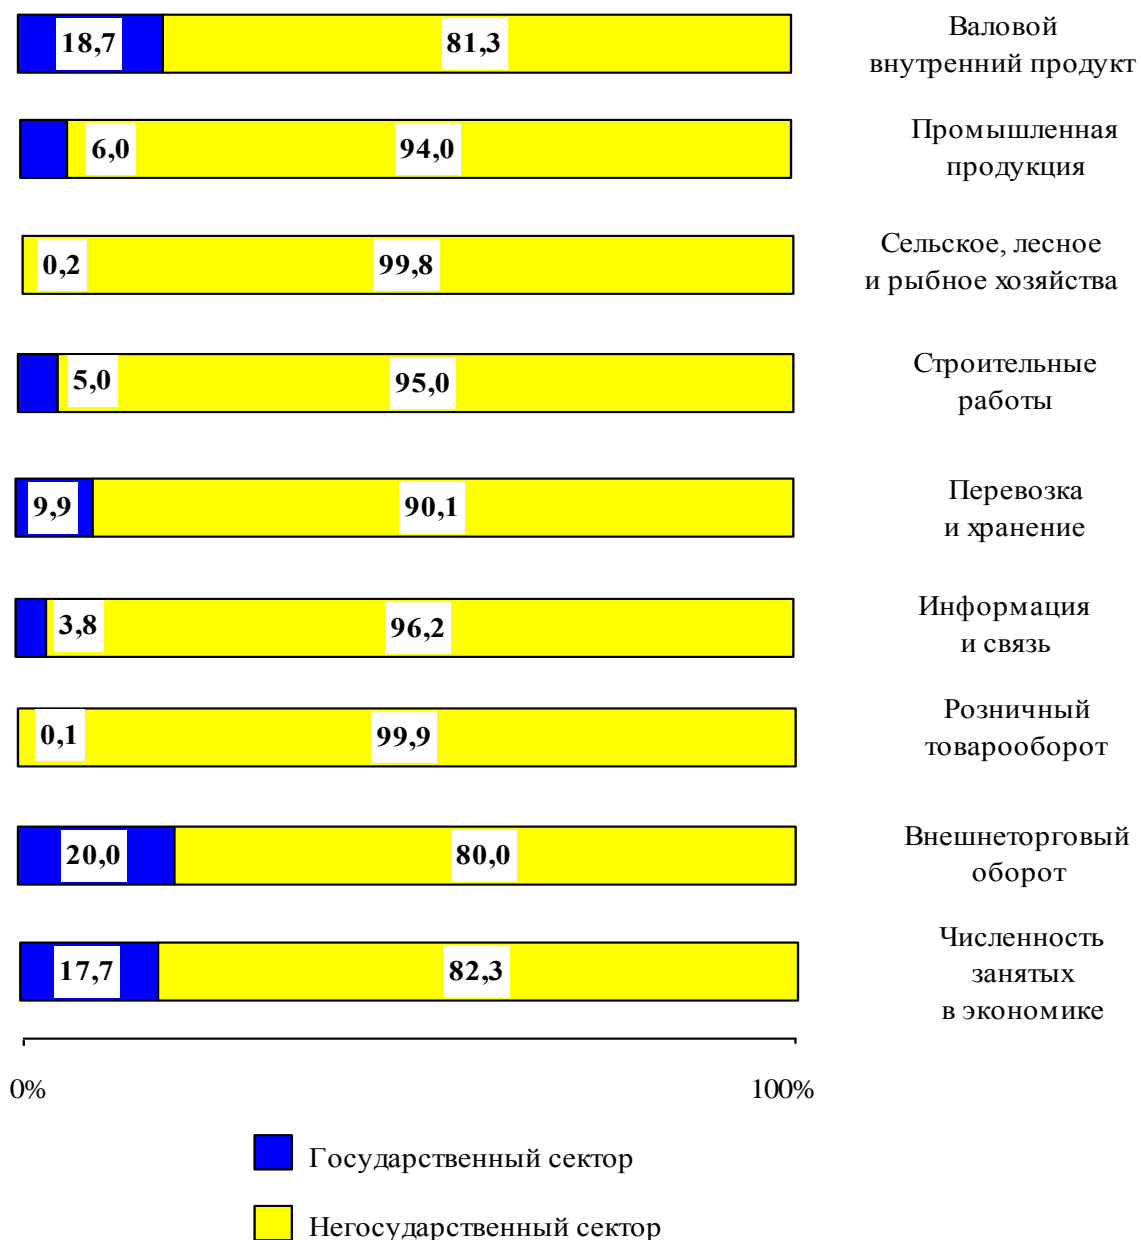 18,7 81,3 Валовой
внутренний продукт
6,0 94,0 Промышленная
продукция
0,2 99,8 Сельское, лесное
и рыбное хозяйства
5,0 95,0 Строительные
работы
9,9 90,1 Перевозка
и хранение
3,8 96,2 Информация
и связь
0,1 99,9 Розничный
товарооборот
20,0 80,0 Внешнеторговый
оборот
17,7 82,3 Численность
занятых
в экономике
0% 100%
Государственный сектор
Негосударственный сектор